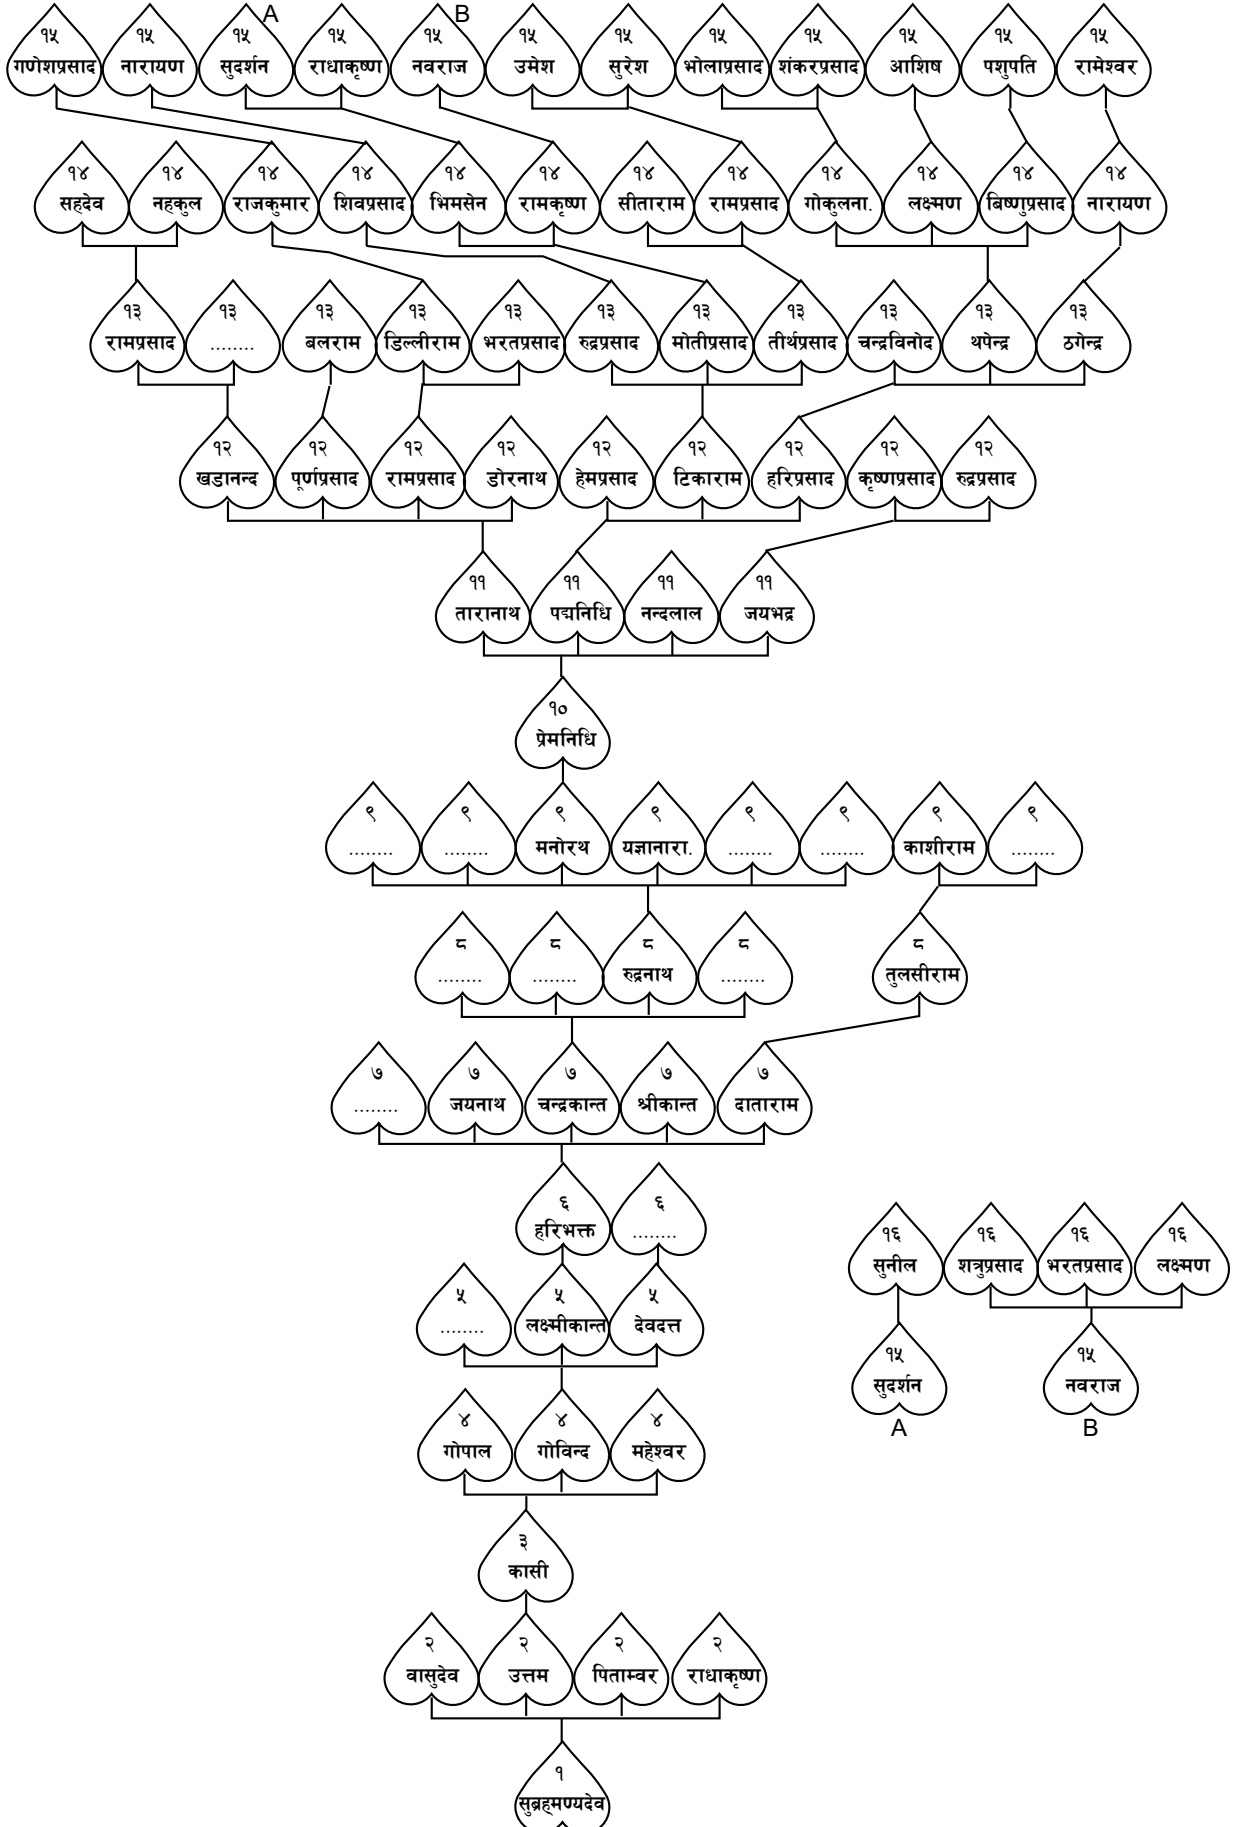 A B
१५ १५ १५ १५ १५ १५ १५ १५ १५ १५ १५ १५
गणेशप्रसाद नारायण सुदर्शन राधाकृष्ण नवराज उमेश सुरेश भोलाप्रसाद शंकरप्रसाद आशिष पशुपति रामेश्वर
१४ १४ १४ १४ १४ १४ १४ १४ १४ १४ १४ १४
सहदेव नहकुल राजकुमार शिवप्रसाद भिमसेन रामकृष्ण सीताराम रामप्रसाद गोकुलना. लक्ष्मण बिष्णुप्रसाद नारायण
१३ १३ १३ १३ १३ १३ १३ १३ १३ १३ १३
रामप्रसाद ........ बलराम डिल्लीराम भरतप्रसाद रुद्रप्रसाद मोतीप्रसाद तीर्थप्रसाद चन्द्रविनोद थपेन्द्र ठगेन्द्र
१२ १२ १२ १२ १२ १२ १२ १२ १२
खडानन्द पूर्णप्रसाद रामप्रसाद डोरनाथ हेमप्रसाद टिकाराम हरिप्रसाद कृष्णप्रसाद रुद्रप्रसाद
११ ११ ११ ११
तारानाथ पद्मनिधि नन्दलाल जयभद्र
१०
प्रेमनिधि
९ ९ ९ ९ ९ ९ ९ ९
........ ........ मनोरथ यज्ञानारा. ........ ........ काशीराम ........
८ ८ ८ ८ ८
........ ........ रुद्रनाथ ........ तुलसीराम
७ ७ ७ ७ ७
........ जयनाथ चन्द्रकान्त श्रीकान्त दाताराम
६ ६
हरिभक्त ........
१६ १६ १६ १६
सुनील शत्रुप्रसाद भरतप्रसाद लक्ष्मण
५ ५ ५
........ लक्ष्मीकान्त देवदत्त
१५ १५
सुदर्शन नवराज
A B
४ ४ ४
गोपाल गोविन्द महेश्वर
३
कासी
२ २ २ २
वासुदेव उत्तम पिताम्वर राधाकृष्ण
१
सुब्रह्मण्यदेव